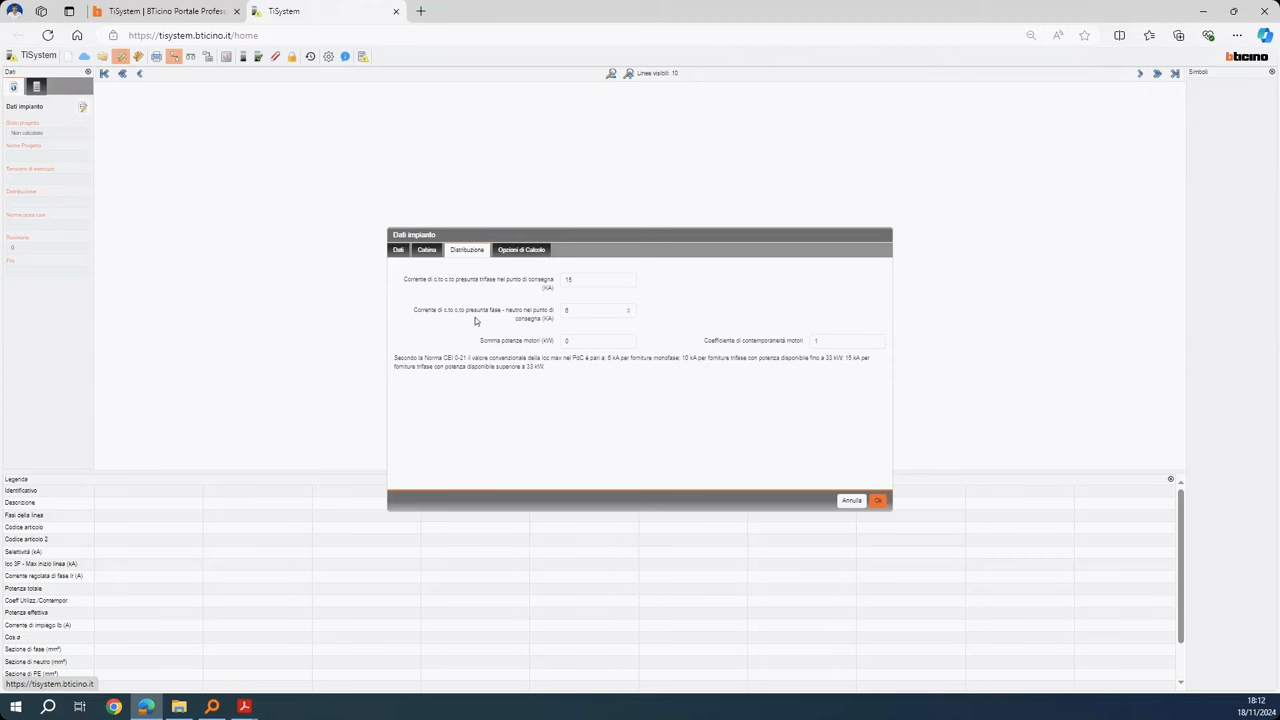 TiSystem | BTicino Portale Profess
TiSystem
https://tisystem.bticino.it/home
TiSystem
bticino
Dati
Linee visibili: 10
Simboli
Dati impianto
Stato progetto
Non calcolato
Nome Progetto
Tensione di esercizio
Distribuzione
Norma posa cavi
Revisione
0
File
Dati impianto
Dati
Cabina
Distribuzione
Opzioni di Calcolo
Corrente di c.to c.to presunta trifase nel punto di consegna (KA)
15
Corrente di c.to c.to presunta fase - neutro nel punto di consegna (KA)
6
Somma potenze motori (kW)
0
Coefficiente di contemporaneità motori
1
Secondo la Norma CEI 0-21 il valore convenzionale della Icc max nel PdC è pari a: 6 kA per forniture monofase; 10 kA per forniture trifase con potenza disponibile fino a 33 kW; 15 kA per
forniture trifase con potenza disponibile superiore a 33 kW.
Annulla
Ok
Legenda
Identificativo
Descrizione
Fasi della linea
Codice articolo
Codice articolo 2
Selettività (kA)
Icc 3F - Max inizio linea (kA)
Corrente regolata di fase Ir (A)
Potenza totale
Coeff Utilizz./Contempor
Potenza effettiva
Corrente di impiego Ib (A)
Cos ø
Sezione di fase (mm²)
Sezione di neutro (mm²)
Sezione di PE (mm²)
https://tisystem.bticino.it
18:12
18/11/2024